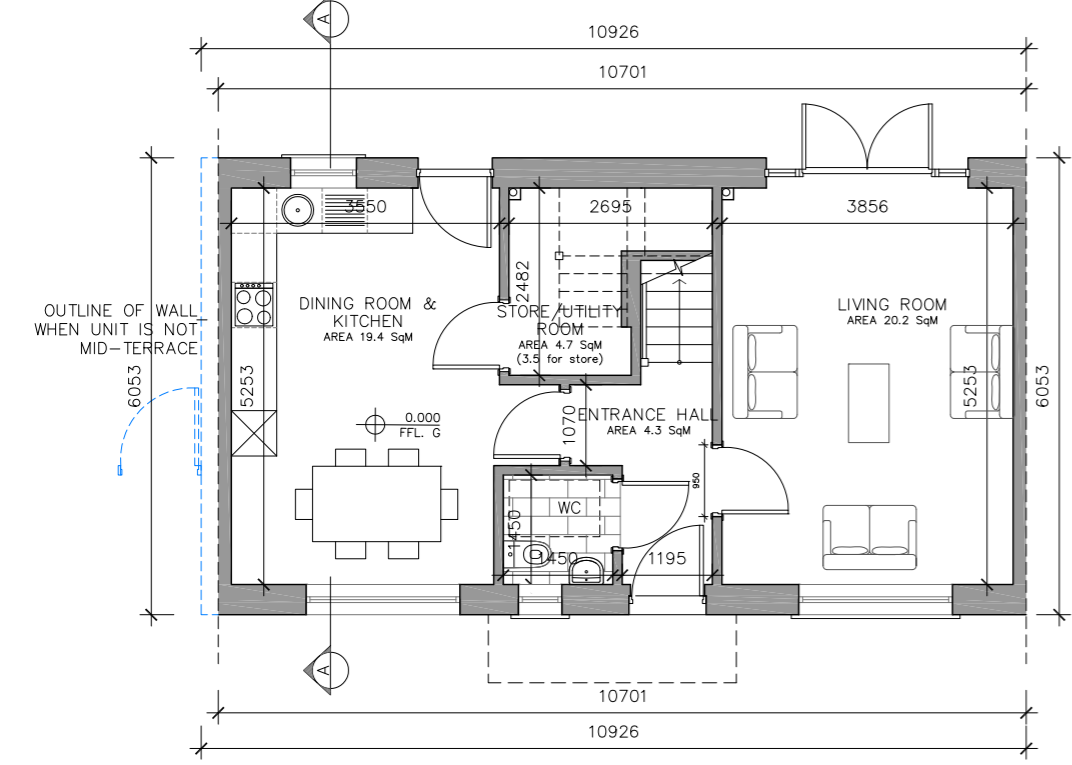 A
10926
10701
3550
2695
3856
2482
OUTLINE OF WALL
WHEN UNIT IS NOT
MID-TERRACE
DINING ROOM &
KITCHEN
AREA 19.4 SqM
STORE/UTILITY
ROOM
AREA 4.7 SqM
(3.5 for store)
LIVING ROOM
AREA 20.2 SqM
6053
5253
5253
6053
0.000
FFL. G
1070
ENTRANCE HALL
AREA 4.3 SqM
950
WC
1450
1450
1195
A
10701
10926